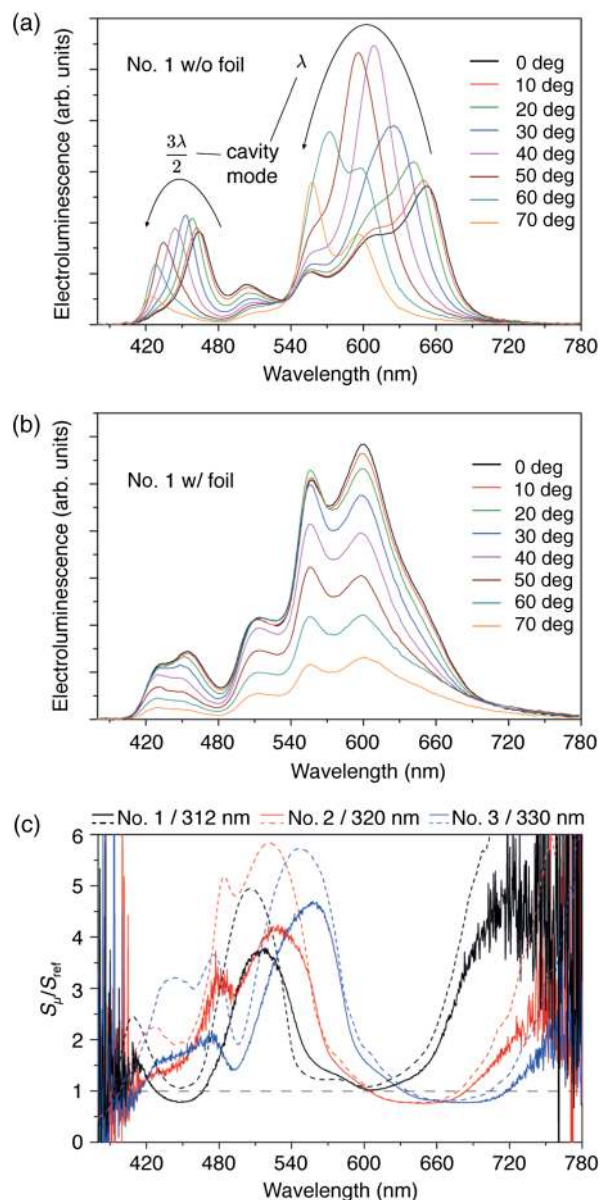 (a)
No. 1 w/o foil
λ
3λ/2
cavity
mode
0 deg
10 deg
20 deg
30 deg
40 deg
50 deg
60 deg
70 deg
Electroluminescence (arb. units)
420 480 540 600 660 720 780
Wavelength (nm)
(b)
No. 1 w/ foil
0 deg
10 deg
20 deg
30 deg
40 deg
50 deg
60 deg
70 deg
Electroluminescence (arb. units)
420 480 540 600 660 720 780
Wavelength (nm)
(c)
No. 1 / 312 nm No. 2 / 320 nm No. 3 / 330 nm
6
5
4
3
2
1
0
Sμ/Sref
420 480 540 600 660 720 780
Wavelength (nm)